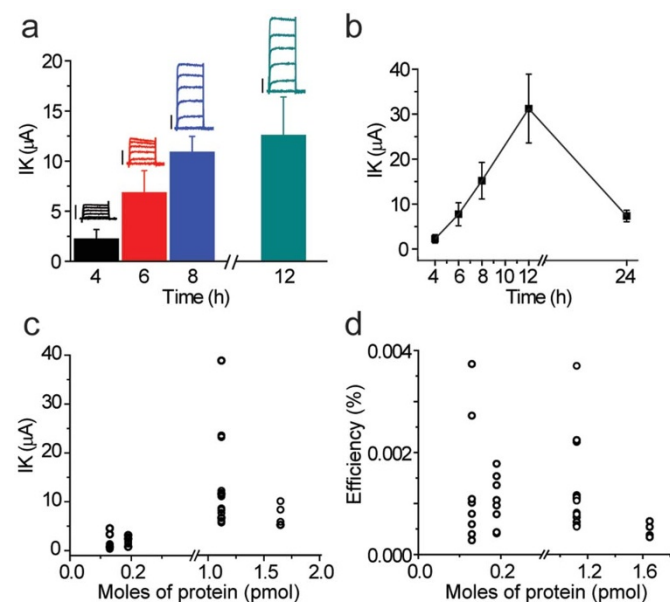 a
20
15
10
5
0
IK (µA)
4 6 8 12
Time (h)
b
40
30
20
10
0
IK (µA)
4 6 8 10 12 24
Time (h)
c
40
30
20
10
0
IK (µA)
0.0 0.2 1.0 1.5 2.0
Moles of protein (pmol)
d
0.004
0.002
0.000
Efficiency (%)
0.0 0.2 1.2 1.6
Moles of protein (pmol)